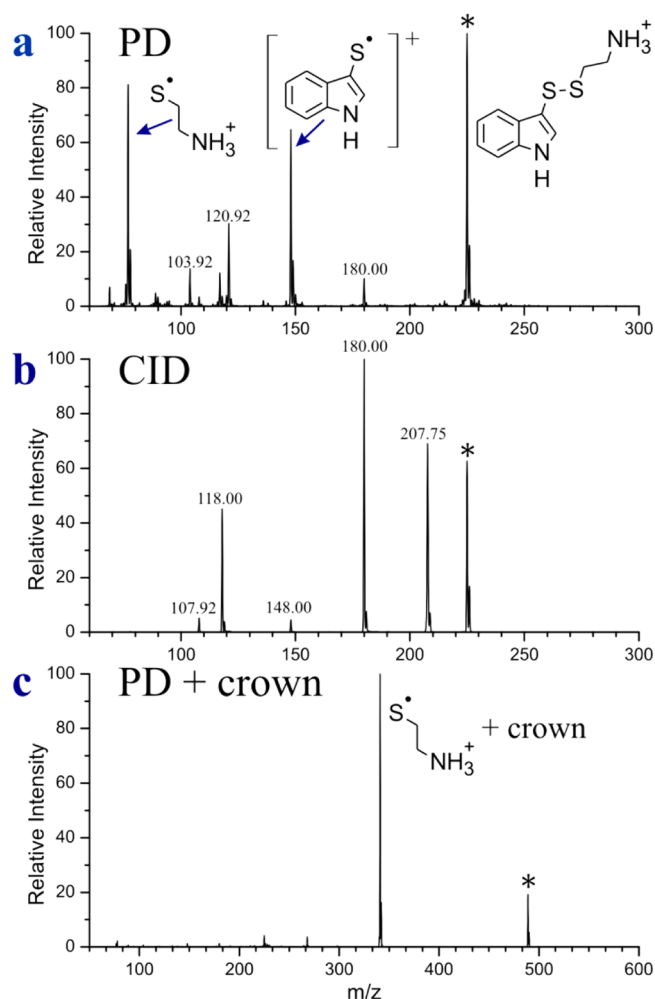 a PD
Relative Intensity
100
80
60
40
20
0
S•
NH3+
[
S•
N
H
]+
*
S-S
NH3+
N
H
103.92
120.92
180.00
100 150 200 250 300
b CID
Relative Intensity
100
80
60
40
20
0
107.92
118.00
148.00
180.00
207.75
*
100 150 200 250 300
c PD + crown
Relative Intensity
100
80
60
40
20
0
S•
NH3+ + crown
*
100 200 300 400 500 600
m/z